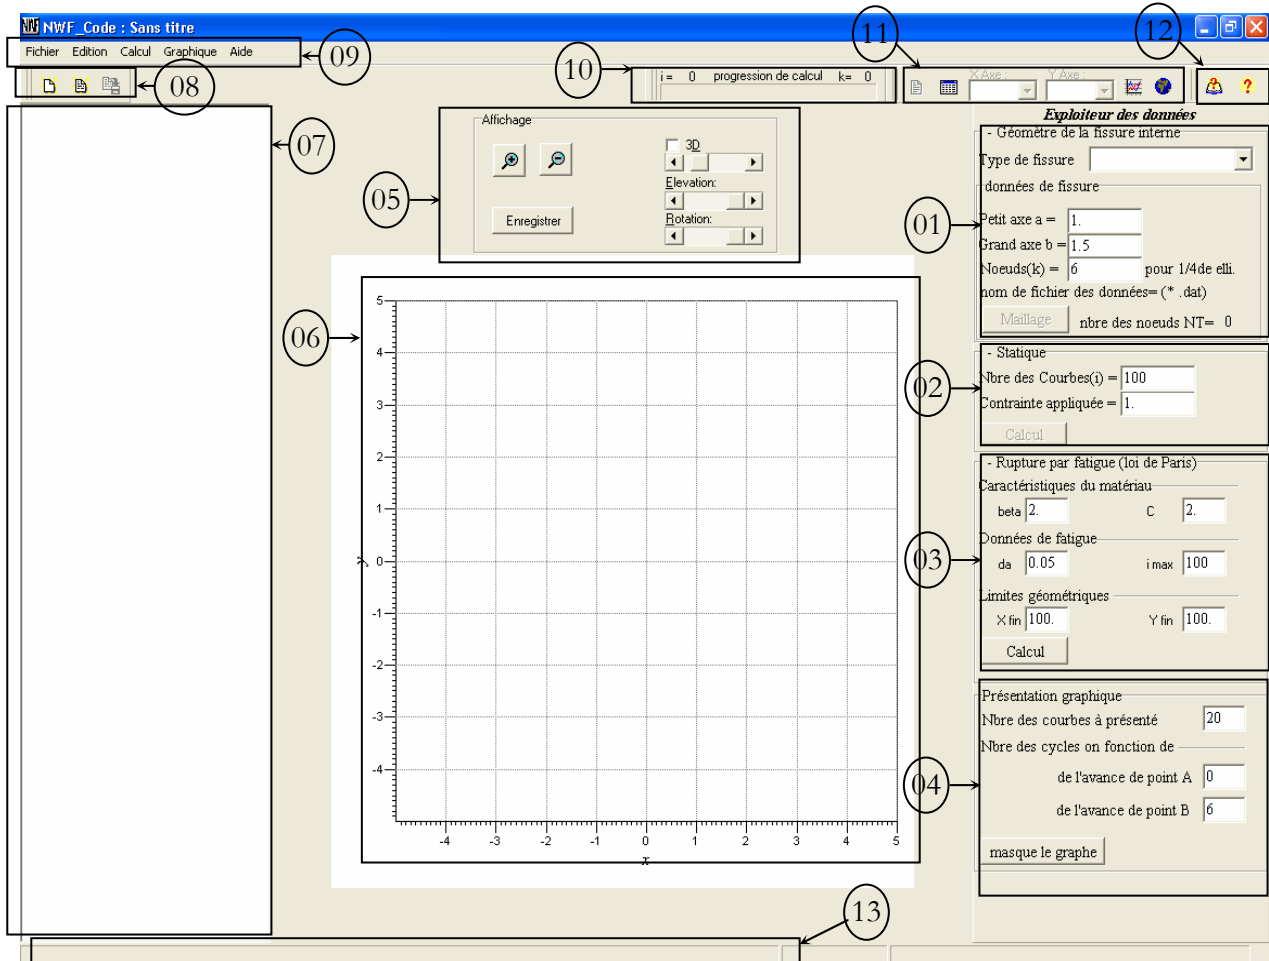 NWF_Code : Sans titre
Fichier Edition Calcul Graphique Aide
09
08
10
i = 0 progression de calcul k= 0
11
X Axe :
Y Axe :
12
07
Affichage
3D
Elevation:
Rotation:
Enregistrer
05
06
5
4
3
2
1
0
-1
-2
-3
-4
y
-4 -3 -2 -1 0 1 2 3 4 5
x
Exploiteur des données
- Géomètre de la fissure interne
Type de fissure
données de fissure
01
Petit axe a = 1.
Grand axe b = 1.5
Noeuds(k) = 6 pour 1/4de elli.
nom de fichier des données= (* .dat)
Maillage nbre des noeuds NT= 0
- Statique
02
Nbre des Courbes(i) = 100
Contrainte appliquée = 1.
Calcul
- Rupture par fatigue (loi de Paris)
Caractéristiques du matériau
beta 2. C 2.
Données de fatigue
03
da 0.05 i max 100
Limites géométriques
X fin 100. Y fin 100.
Calcul
Présentation graphique
Nbre des courbes à présenté 20
Nbre des cycles on fonction de
04
de l'avance de point A 0
de l'avance de point B 6
masque le graphe
13